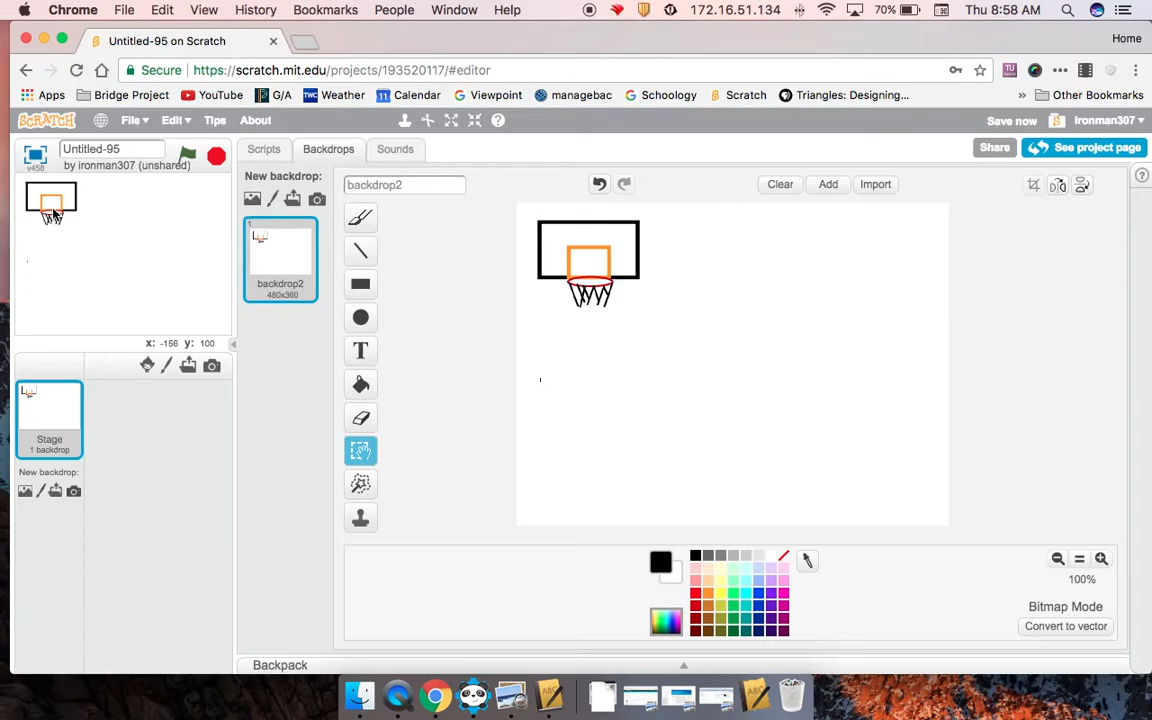 Chrome File Edit View History Bookmarks People Window Help 172.16.51.134 70% Thu 8:58 AM
Untitled-95 on Scratch Home
Secure https://scratch.mit.edu/projects/193520117/#editor
Apps Bridge Project YouTube G/A Weather Calendar Viewpoint managebac Schoology Scratch Triangles: Designing... » Other Bookmarks
SCRATCH File Edit Tips About Save now Ironman307
Untitled-95
by ironman307 (unshared)
v458
Scripts Backdrops Sounds Share See project page
New backdrop: backdrop2 Clear Add Import
1
backdrop2
480x360
T
x: -156 y: 100
Stage
1 backdrop
New backdrop:
100%
Bitmap Mode
Convert to vector
Backpack